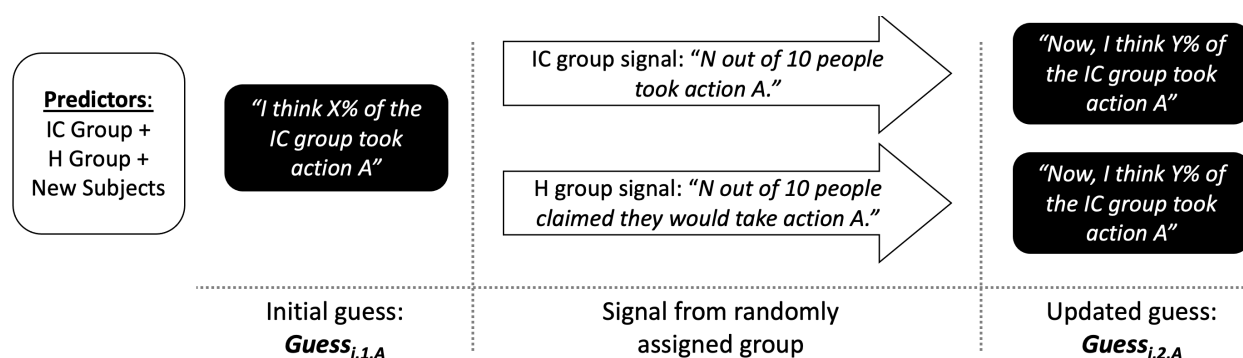 Predictors:
IC Group +
H Group +
New Subjects
“I think X% of the
IC group took
action A”
IC group signal: “N out of 10 people
took action A.”
H group signal: “N out of 10 people
claimed they would take action A.”
“Now, I think Y% of
the IC group took
action A”
“Now, I think Y% of
the IC group took
action A”
Initial guess:
Guess i,1,A
Signal from randomly
assigned group
Updated guess:
Guess i,2,A